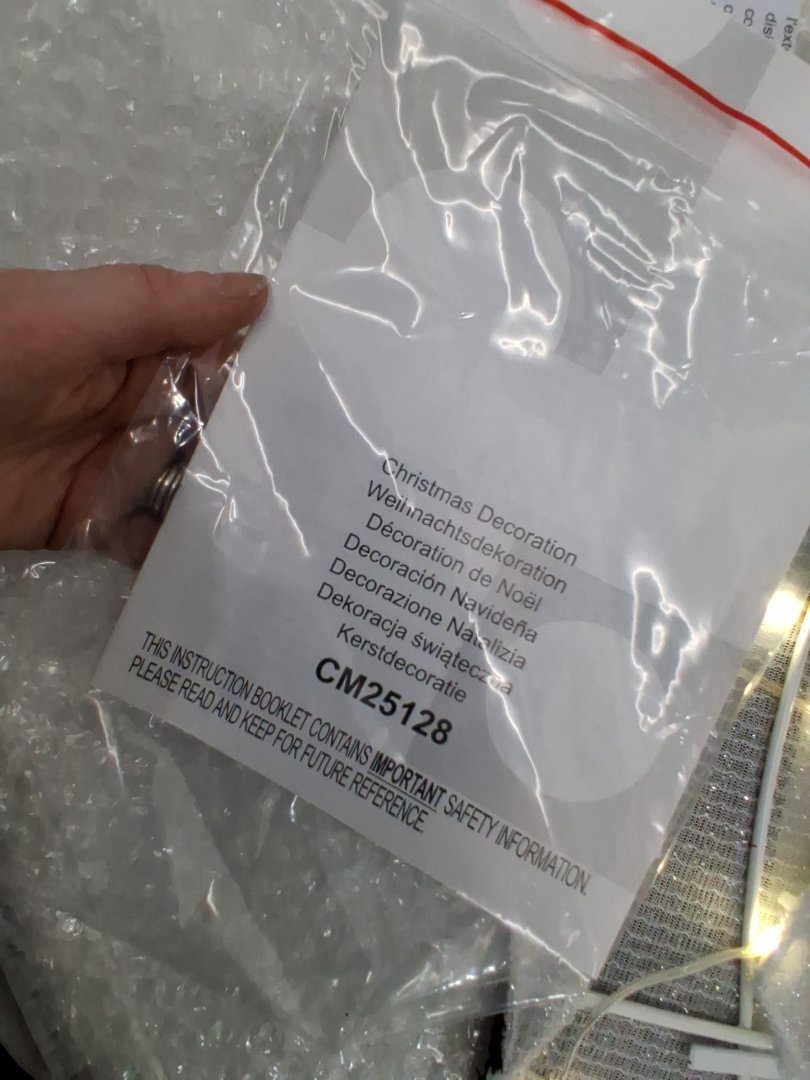 Christmas Decoration
Weihnachtsdekoration
Décoration de Noël
Decoración Navideña
Decorazione Natalizia
Dekoracja świąteczna
Kerstdecoratie
CM25128
THIS INSTRUCTION BOOKLET CONTAINS IMPORTANT SAFETY INFORMATION.
PLEASE READ AND KEEP FOR FUTURE REFERENCE.